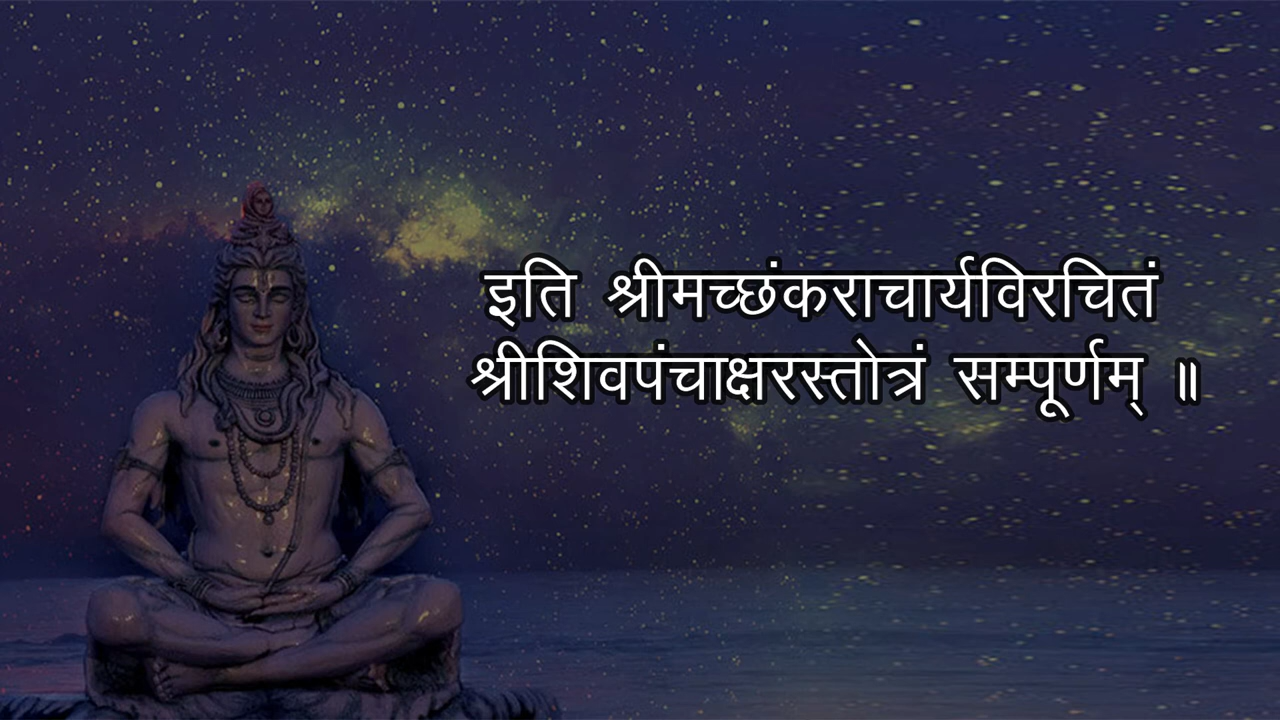 इति श्रीमच्छंकराचार्यविरचितं
श्रीशिवपंचाक्षरस्तोत्रं सम्पूर्णम् ॥